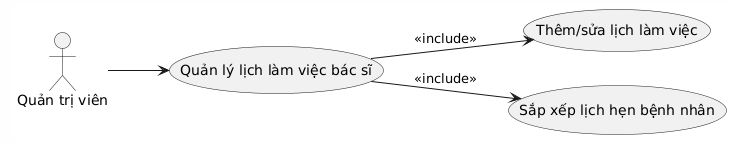 Quản trị viên
Quản lý lịch làm việc bác sĩ
«include»
Thêm/sửa lịch làm việc
«include»
Sắp xếp lịch hẹn bệnh nhân